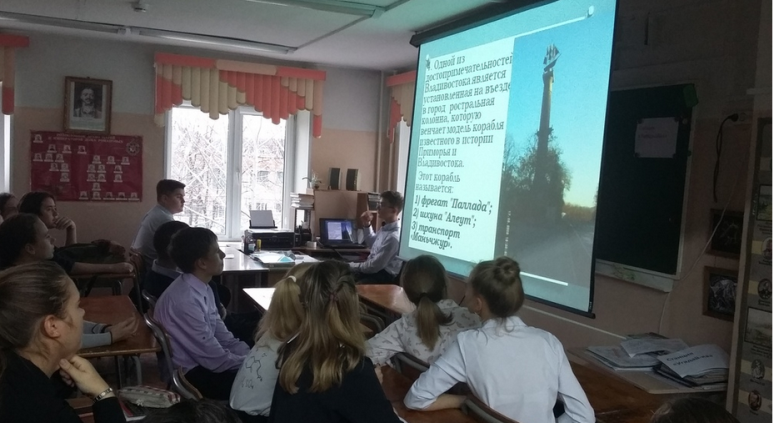 Одной из
достопримечательностей
Владивостока является
установленная на въезде
в город ростральная
колонна, которую
венчает модель корабля
известного в истории
Приморья и
Владивостока.
Этот корабль
называется:
1) фрегат "Паллада";
2) шхуна "Алеут";
3) транспорт
«Маньчжур».